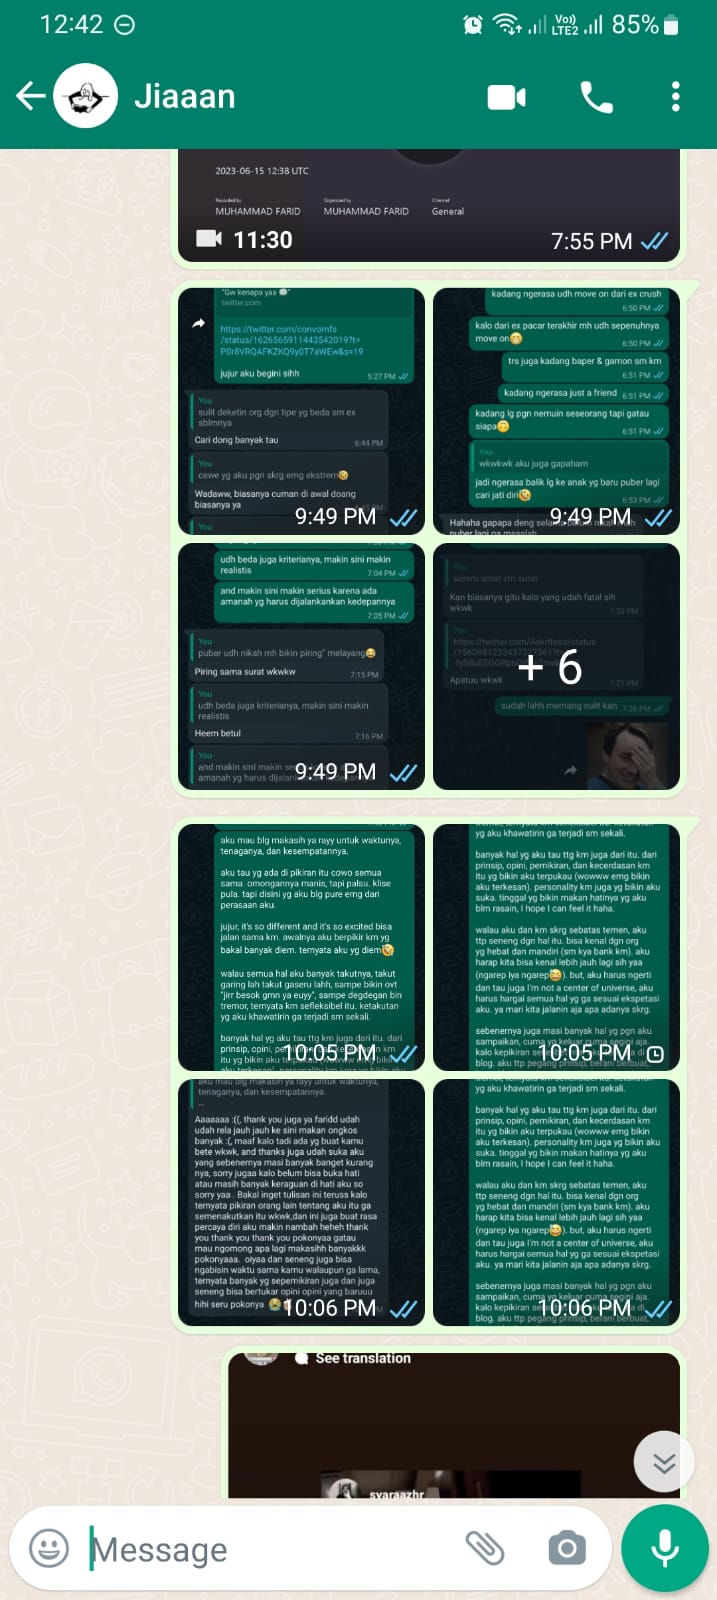 12:42
Vo))
LTE2
85%
Jiaaan
2023-06-15 12:38 UTC
Recorded by
Organized by
Channel
MUHAMMAD FARID
MUHAMMAD FARID
General
11:30
7:55 PM
"Gw kenapa yaa
twitter.com
https://twitter.com/convomfs
/status/1626565911443542019?t=
P0r8VRQAFKZKQ9y0T7aWEw&s=19
jujur aku begini sihh
5:27 PM
You
sulit deketin org dgn tipe yg beda sm ex
sblmnya
Cari dong banyak tau
6:44 PM
You
cewe yg aku pgn skrg emg ekstrem🤣
Wadaww, biasanya cuman di awal doang
biasanya ya
You
9:49 PM
kadang ngerasa udh move on dari ex crush
6:50 PM
kalo dari ex pacar terakhir mh udh sepenuhnya
move on
6:50 PM
trs juga kadang baper & gamon sm km
6:51 PM
kadang ngerasa just a friend
6:51 PM
kadang lg pgn nemuin seseorang tapi gatau
siapa
6:51 PM
You
wkwkwk aku juga gapaham
jadi ngerasa balik lg ke anak yg baru puber lagi
cari jati diri🤣
6:53 PM
Hahaha gapapa deng
puber lagi ga masalah
9:49 PM
udh beda juga kriterianya, makin sini makin
realistis
7:04 PM
and makin sini makin serius karena ada
amanah yg harus dijalankankan kedepannya
7:05 PM
You
puber udh nikah mh bikin piring" melayang😂
Piring sama surat wkwkw
7:15 PM
You
udh beda juga kriterianya, makin sini makin
realistis
Heem betul
7:16 PM
You
and makin sini makin
amanah yg harus
9:49 PM
You
serem amat sm surat
Kan biasanya gitu kalo yang udah fatal sih
wkwk
7:20 PM
You
https://twitter.com/Askrlfess/status
Apatuu wkwk
7:21 PM
sudah lahh memang sulit kan
7:26 PM
+ 6
aku mau blg makasih ya rayy untuk waktunya,
tenaganya, dan kesempatannya.
aku tau yg ada di pikiran itu cowo semua
sama. omongannya manis, tapi palsu. klise
pula. tapi disini yg aku blg pure emg dari
perasaan aku.
jujur, it's so different and it's so excited bisa
jalan sama km. awalnya aku berpikir km yg
bakal banyak diem. ternyata aku yg diem🤣
walau semua hal aku banyak takutnya, takut
garing lah takut gaseru lahh, sampe bikin ovt
"jirr besok gmn ya euyy", sampe degdegan bin
tremor, ternyata km sefleksibel itu. ketakutan
yg aku khawatirin ga terjadi sm sekali.
banyak hal yg aku tau ttg km juga dari itu. dari
prinsip, opini,
10:05 PM
yg aku khawatirin ga terjadi sm sekali.
banyak hal yg aku tau ttg km juga dari itu. dari
prinsip, opini, pemikiran, dan kecerdasan km
itu yg bikin aku terpukau (wowww emg bikin
aku terkesan). personality km juga yg bikin aku
suka. tinggal yg bikin makan hatinya yg aku
blm rasain, I hope I can feel it haha.
walau aku dan km skrg sebatas temen, aku
ttp seneng dgn hal itu. bisa kenal dgn org
yg hebat dan mandiri (sm kya bank km). aku
harap kita bisa kenal lebih jauh lagi sih yaa
(ngarep iya ngarep😅). but, aku harus ngerti
dan tau juga I'm not a center of universe, aku
harus hargai semua hal yg ga sesuai ekspetasi
aku. ya mari kita jalanin aja apa adanya skrg.
sebenernya juga masi banyak hal yg pgn aku
sampaikan, cuma yg keluar cuma segini aja.
kalo kepikiran
blog. aku ttp pegang prinsip, berani berbuat,
10:05 PM
aku mau blg makasih ya rayy untuk waktunya,
tenaganya, dan kesempatannya.
Aaaaaaa :((, thank you juga ya faridd udah
udah rela jauh jauh ke sini makan ongkos
banyak :(, maaf kalo tadi ada yg buat kamu
bete wkwk, and thanks juga udah suka aku
yang sebenernya masi banyak banget kurang
nya, sorry jugaa kalo belum bisa buka hati
atau masih banyak keraguan di hati aku so
sorry yaa . Bakal inget tulisan ini teruss kalo
ternyata pikiran orang lain tentang aku itu ga
semenakutkan itu wkwk,dan ini juga buat rasa
percaya diri aku makin nambah heheh thank
you thank you thank you pokonyaa gatau
mau ngomong apa lagi makasihh banyakkk
pokonyaaa. oiyaa dan seneng juga bisa
ngabisin waktu sama kamu walaupun ga lama,
ternyata banyak yg sepemikiran juga dan juga
seneng bisa bertukar opini opini yang baruuu
hihi seru pokonya
10:06 PM
yg aku khawatirin ga terjadi sm sekali.
banyak hal yg aku tau ttg km juga dari itu. dari
prinsip, opini, pemikiran, dan kecerdasan km
itu yg bikin aku terpukau (wowww emg bikin
aku terkesan). personality km juga yg bikin aku
suka. tinggal yg bikin makan hatinya yg aku
blm rasain, I hope I can feel it haha.
walau aku dan km skrg sebatas temen, aku
ttp seneng dgn hal itu. bisa kenal dgn org
yg hebat dan mandiri (sm kya bank km). aku
harap kita bisa kenal lebih jauh lagi sih yaa
(ngarep iya ngarep😅). but, aku harus ngerti
dan tau juga I'm not a center of universe, aku
harus hargai semua hal yg ga sesuai ekspetasi
aku. ya mari kita jalanin aja apa adanya skrg.
sebenernya juga masi banyak hal yg pgn aku
sampaikan, cuma yg keluar cuma segini aja.
kalo kepikiran
blog. aku ttp pegang prinsip, berani berbuat,
10:06 PM
See translation
syaraazhr
Message